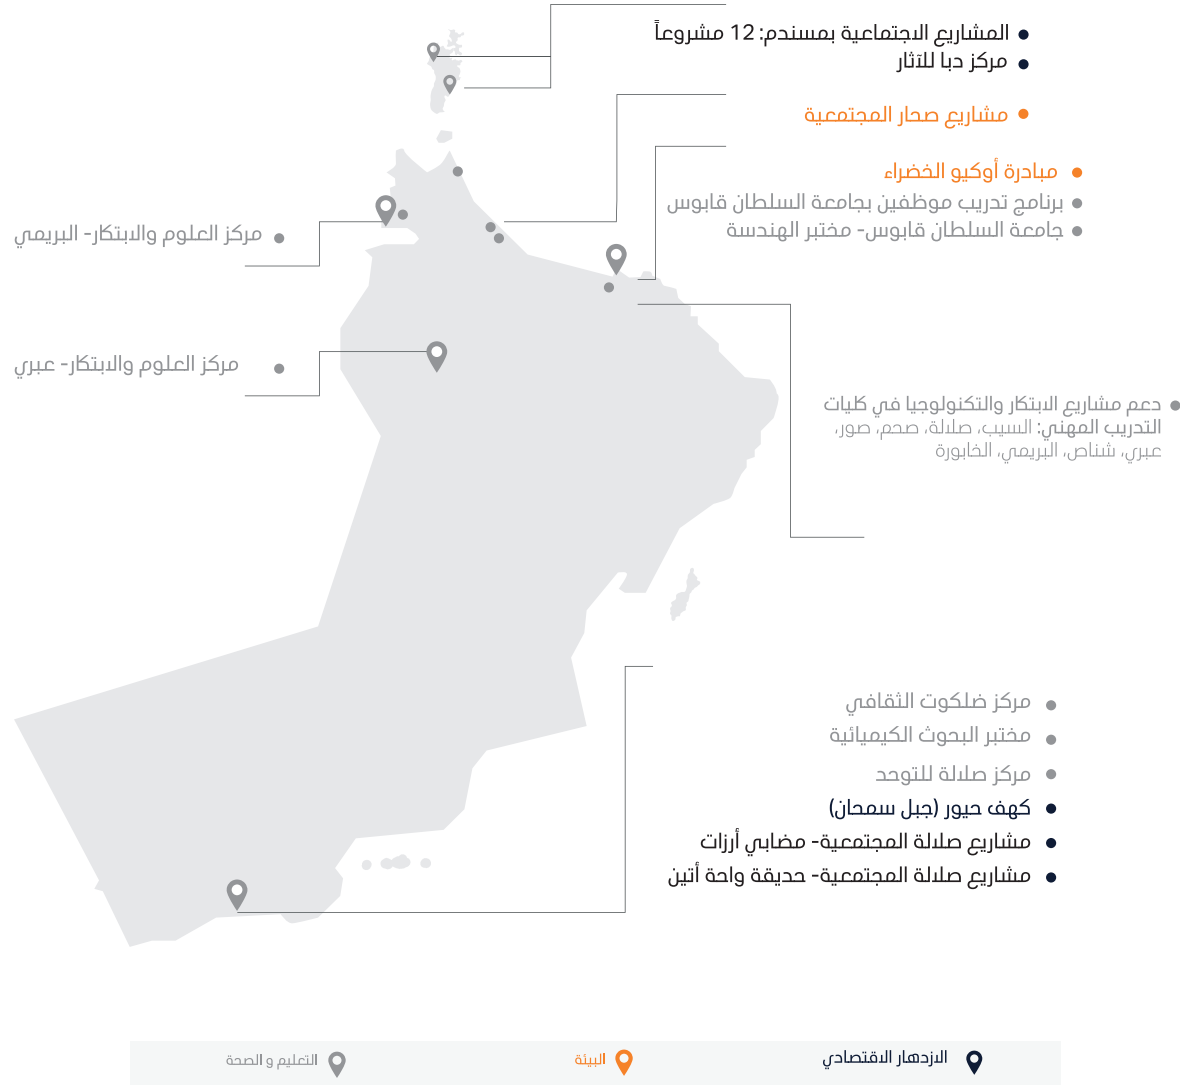 المشاريع الاجتماعية بمسندم: 12 مشروعاً
مركز دبا للآثار
مشاريع صحار المجتمعية
مبادرة أوكيو الخضراء
برنامج تدريب موظفين بجامعة السلطان قابوس
جامعة السلطان قابوس- مختبر الهندسة
مركز العلوم والابتكار- البريمي
مركز العلوم والابتكار- عبري
دعم مشاريع الابتكار والتكنولوجيا في كليات
التدريب المهني: السيب، صلالة، صحم، صور،
عبري، شناص، البريمي، الخابورة
مركز ضلكوت الثقافي
مختبر البحوث الكيميائية
مركز صلالة للتوحد
كهف حيور (جبل سمحان)
مشاريع صلالة المجتمعية- مضابي أرزات
مشاريع صلالة المجتمعية- حديقة واحة أتين
الازدهار الاقتصادي
البيئة
التعليم و الصحة